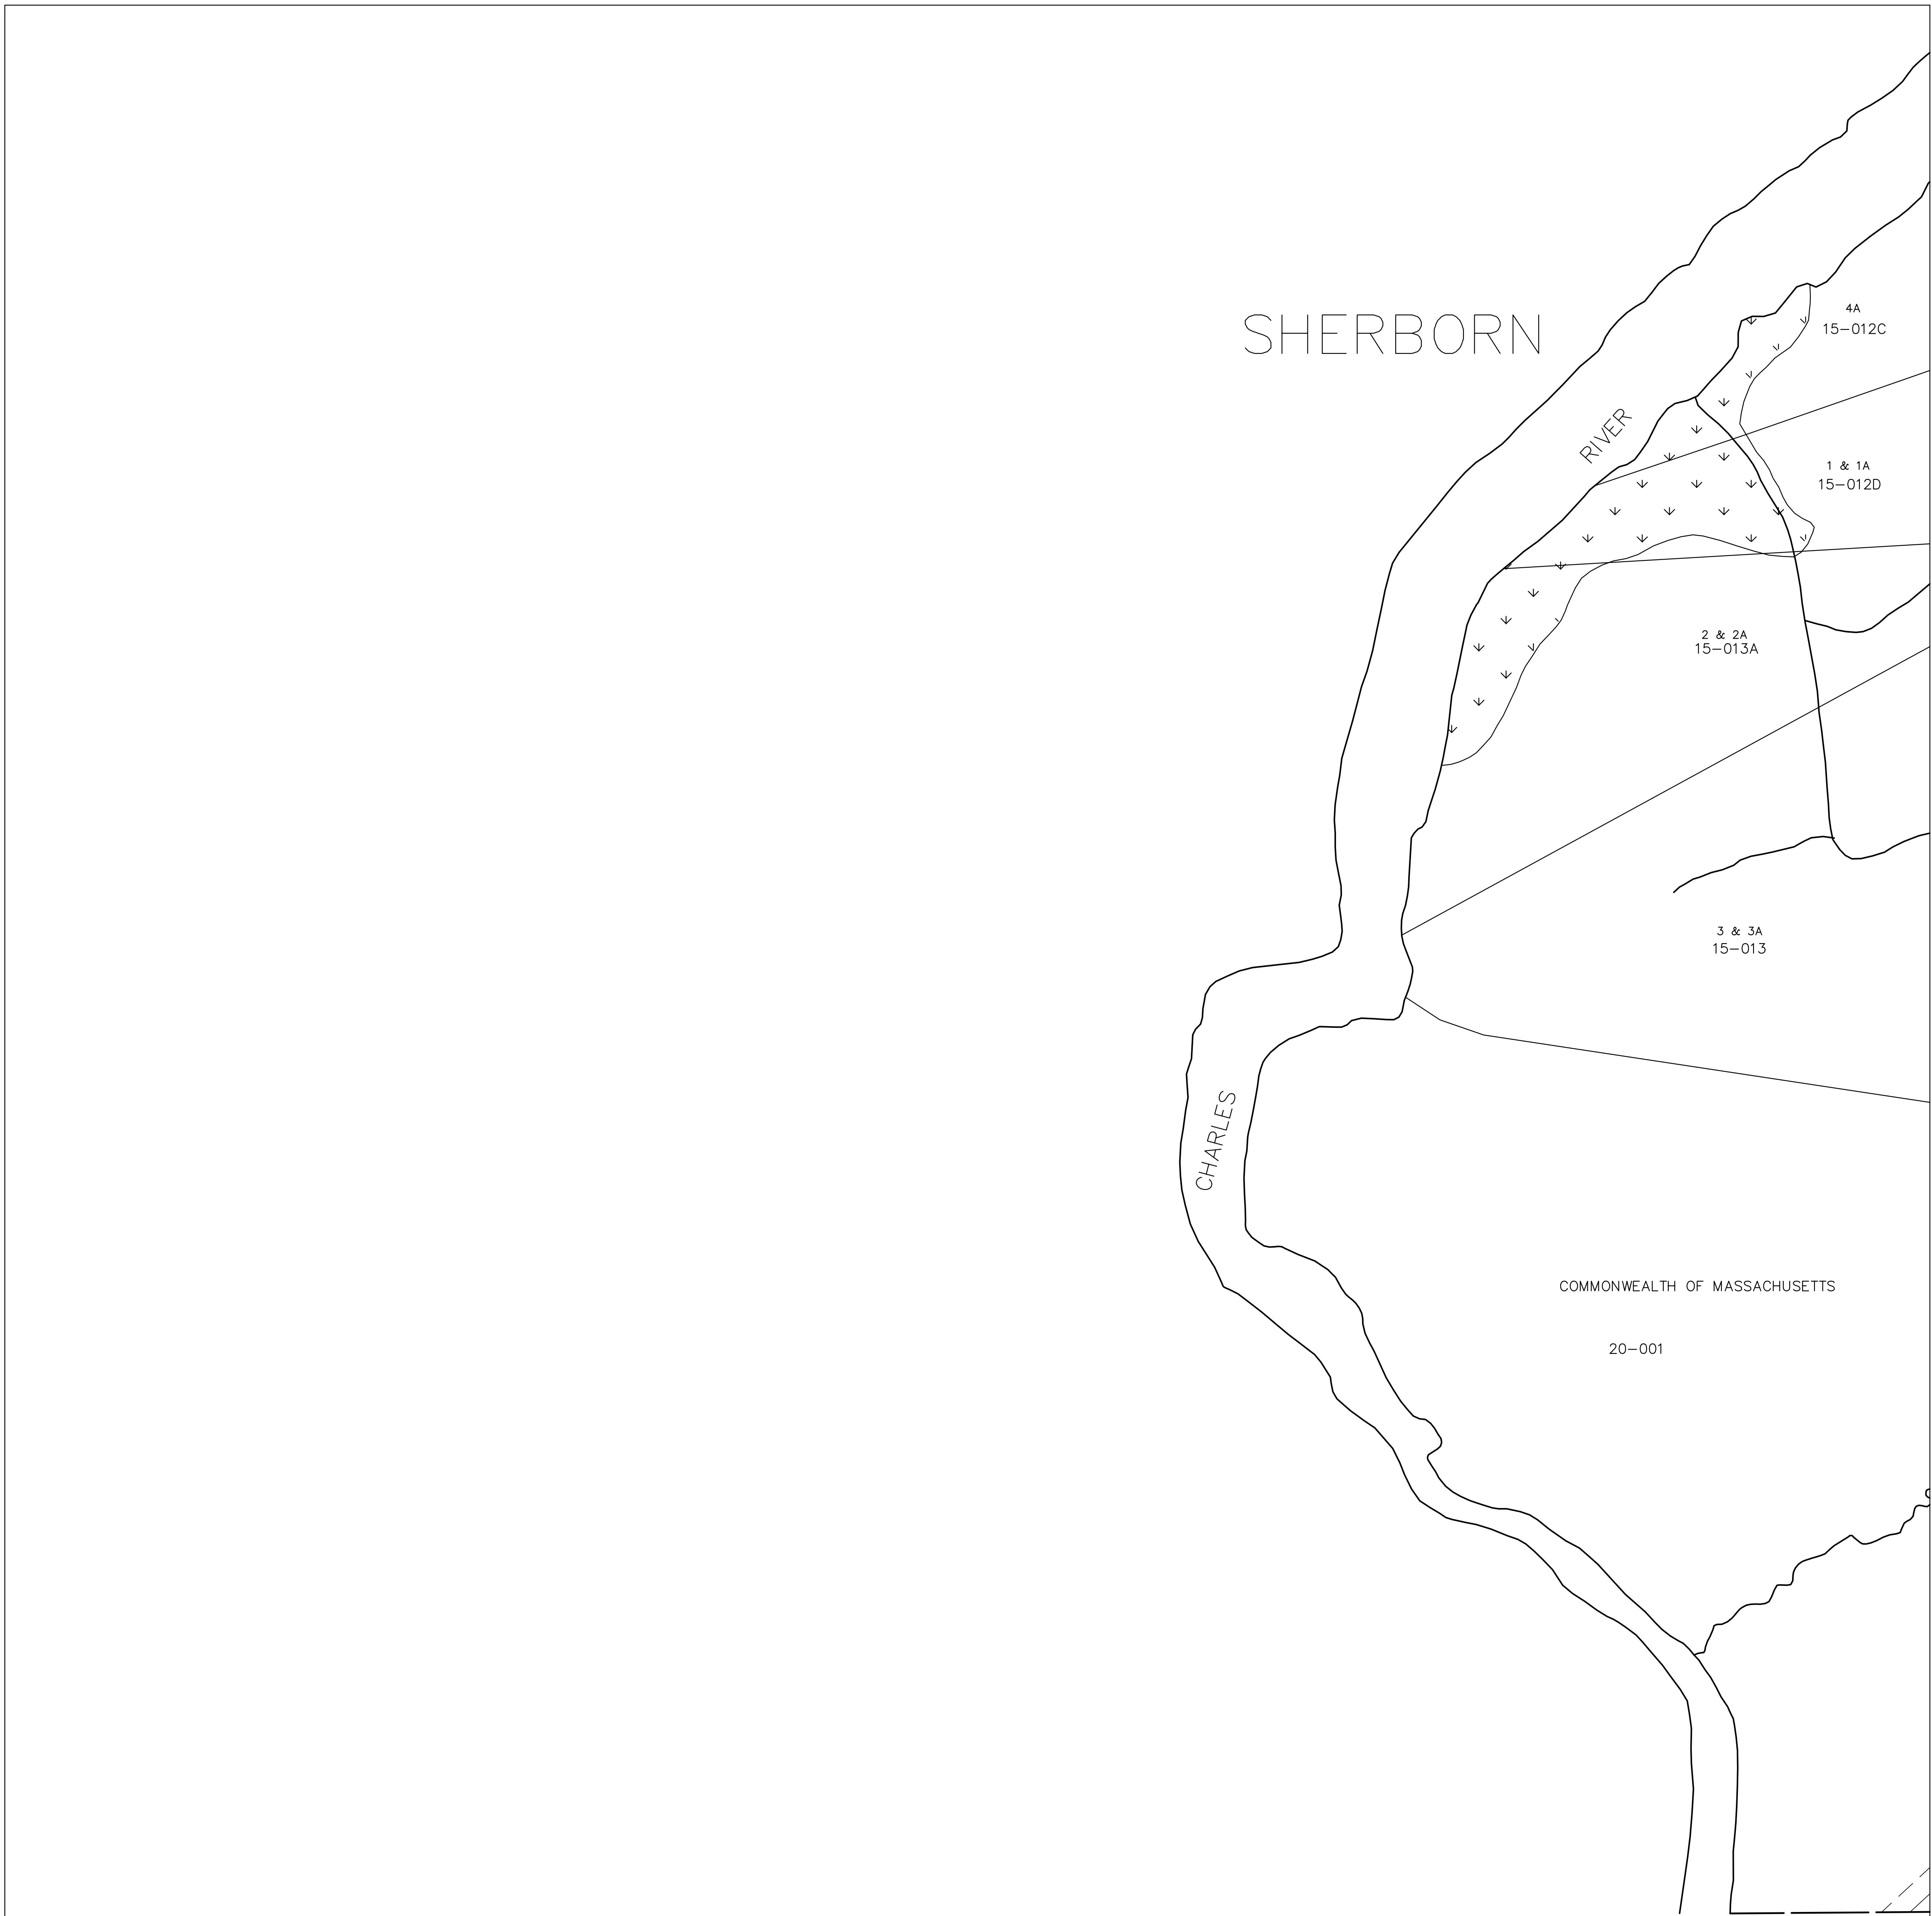 SHERBORN
4A
15-012C
RIVER
1 & 1A
15-012D
2 & 2A
15-013A
3 & 3A
15-013
CHARLES
COMMONWEALTH OF MASSACHUSETTS
20-001